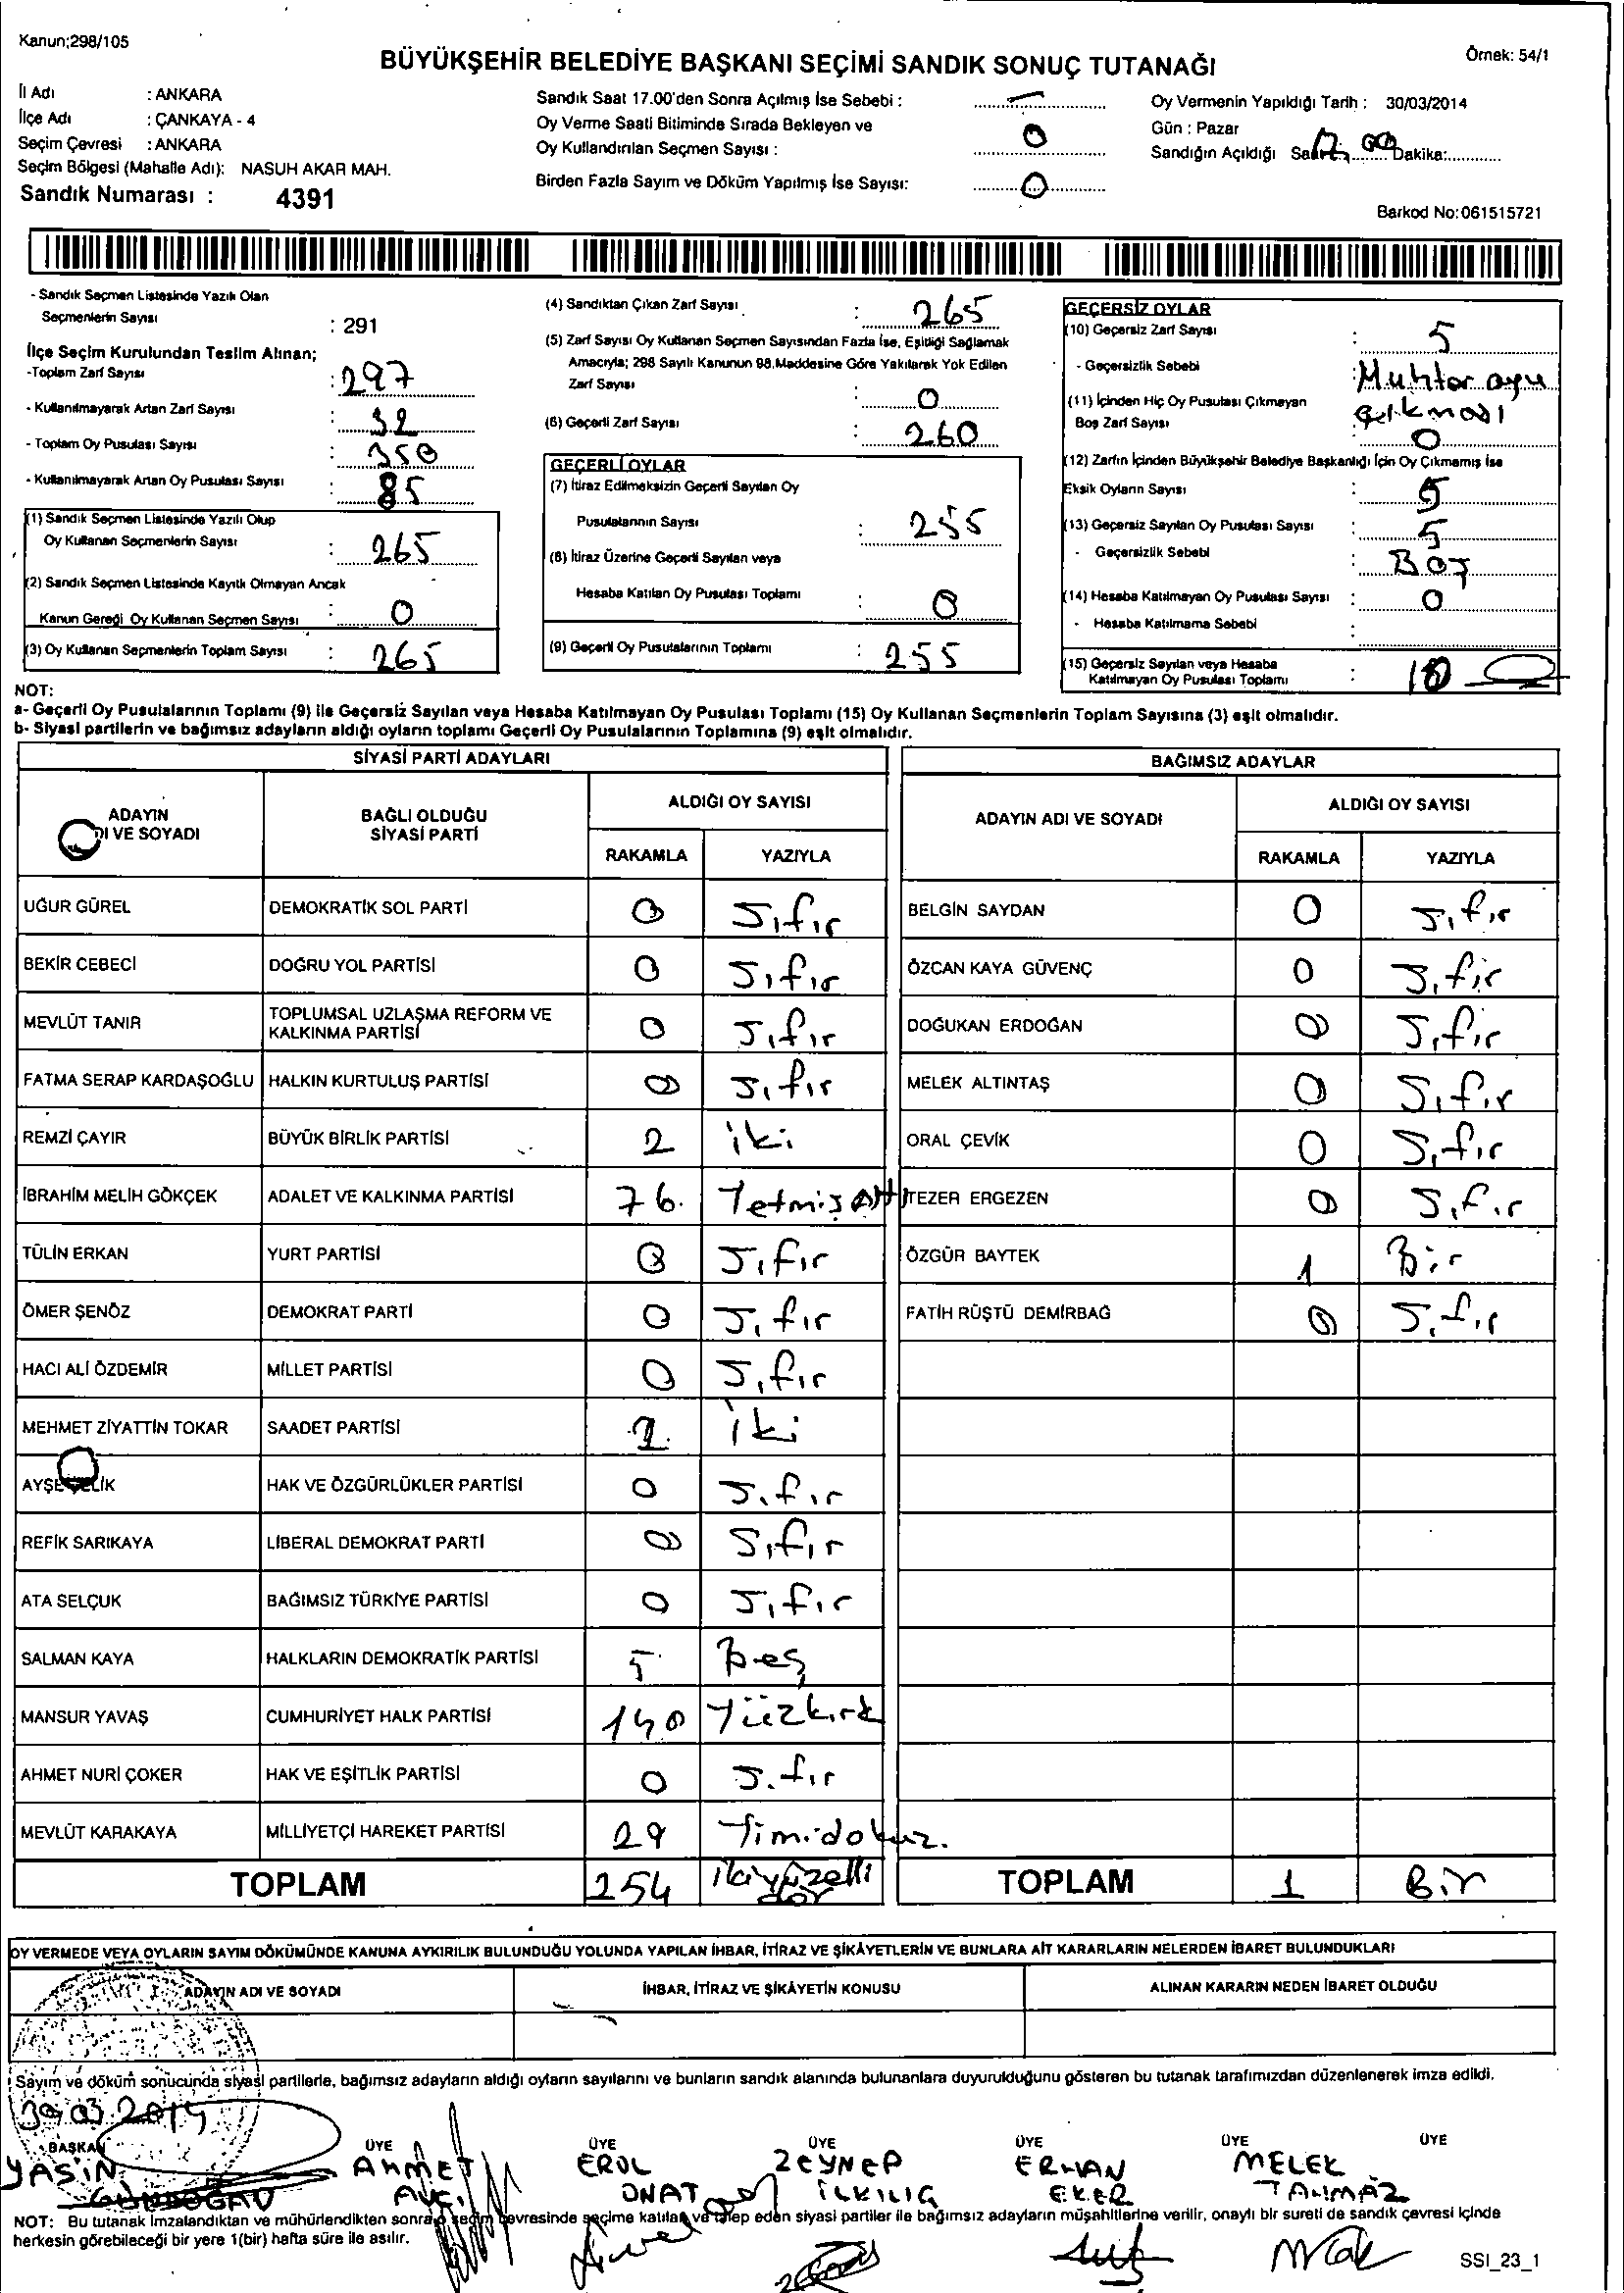 Kanun;298/105
BÜYÜKŞEHİR BELEDİYE BAŞKANI SEÇİMİ SANDIK SONUÇ TUTANAĞI
Örnek: 54/1
İl Adı : ANKARA
İlçe Adı : ÇANKAYA - 4
Seçim Çevresi : ANKARA
Seçim Bölgesi (Mahalle Adı): NASUH AKAR MAH.
Sandık Numarası : 4391
Sandık Saat 17.00'den Sonra Açılmış İse Sebebi : —
Oy Verme Saati Bitiminde Sırada Bekleyen ve
Oy Kullandırılan Seçmen Sayısı : 0
Birden Fazla Sayım ve Döküm Yapılmış İse Sayısı: 0
Oy Vermenin Yapıldığı Tarih : 30/03/2014
Gün : Pazar
Sandığın Açıldığı Saat: 17 00 Dakika:
Barkod No:061515721
- Sandık Seçmen Listesinde Yazılı Olan
Seçmenlerin Sayısı : 291
İlçe Seçim Kurulundan Teslim Alınan;
-Toplam Zarf Sayısı : 297
- Kullanılmayarak Artan Zarf Sayısı : 32
- Toplam Oy Pusulası Sayısı : 350
- Kullanılmayarak Artan Oy Pusulası Sayısı : 85
(1) Sandık Seçmen Listesinde Yazılı Olup
Oy Kullanan Seçmenlerin Sayısı : 265
(2) Sandık Seçmen Listesinde Kayıtlı Olmayan Ancak
Kanun Gereği Oy Kullanan Seçmen Sayısı : 0
(3) Oy Kullanan Seçmenlerin Toplam Sayısı : 265
(4) Sandıktan Çıkan Zarf Sayısı : 265
(5) Zarf Sayısı Oy Kullanan Seçmen Sayısından Fazla İse, Eşitliği Sağlamak
Amacıyla; 298 Sayılı Kanunun 98.Maddesine Göre Yakılarak Yok Edilen
Zarf Sayısı : 0
(6) Geçerli Zarf Sayısı : 260
GEÇERLİ OYLAR
(7) İtiraz Edilmeksizin Geçerli Sayılan Oy
Pusulalarının Sayısı : 255
(8) İtiraz Üzerine Geçerli Sayılan veya
Hesaba Katılan Oy Pusulası Toplamı : 0
(9) Geçerli Oy Pusulalarının Toplamı : 255
GEÇERSİZ OYLAR
(10) Geçersiz Zarf Sayısı : 5
- Geçersizlik Sebebi : Muhtar oyu
çıkması
(11) İçinden Hiç Oy Pusulası Çıkmayan
Boş Zarf Sayısı : 0
(12) Zarfın İçinden Büyükşehir Belediye Başkanlığı İçin Oy Çıkmamış İse
Eksik Oyların Sayısı : 5
(13) Geçersiz Sayılan Oy Pusulası Sayısı : 5
- Geçersizlik Sebebi : Boş
(14) Hesaba Katılmayan Oy Pusulası Sayısı : 0
- Hesaba Katılmama Sebebi :
(15) Geçersiz Sayılan veya Hesaba
Katılmayan Oy Pusulası Toplamı : 10
NOT:
a- Geçerli Oy Pusulalarının Toplamı (9) ile Geçersiz Sayılan veya Hesaba Katılmayan Oy Pusulası Toplamı (15) Oy Kullanan Seçmenlerin Toplam Sayısına (3) eşit olmalıdır.
b- Siyasi partilerin ve bağımsız adayların aldığı oyların toplamı Geçerli Oy Pusulalarının Toplamına (9) eşit olmalıdır.
SİYASİ PARTİ ADAYLARI
ADAYIN
DI VE SOYADI
BAĞLI OLDUĞU
SİYASİ PARTİ
ALDIĞI OY SAYISI
RAKAMLA YAZIYLA
UĞUR GÜREL DEMOKRATİK SOL PARTİ 0 Sıfır
BEKİR CEBECİ DOĞRU YOL PARTİSİ 0 Sıfır
MEVLÜT TANIR TOPLUMSAL UZLAŞMA REFORM VE
KALKINMA PARTİSİ 0 Sıfır
FATMA SERAP KARDAŞOĞLU HALKIN KURTULUŞ PARTİSİ 0 Sıfır
REMZİ ÇAYIR BÜYÜK BİRLİK PARTİSİ 2 iki
İBRAHİM MELİH GÖKÇEK ADALET VE KALKINMA PARTİSİ 76 Yetmiş altı
TÜLİN ERKAN YURT PARTİSİ 0 Sıfır
ÖMER ŞENÖZ DEMOKRAT PARTİ 0 Sıfır
HACI ALİ ÖZDEMİR MİLLET PARTİSİ 0 Sıfır
MEHMET ZİYATTİN TOKAR SAADET PARTİSİ 2 iki
AYŞE ÇELİK HAK VE ÖZGÜRLÜKLER PARTİSİ 0 Sıfır
REFİK SARIKAYA LİBERAL DEMOKRAT PARTİ 0 Sıfır
ATA SELÇUK BAĞIMSIZ TÜRKİYE PARTİSİ 0 Sıfır
SALMAN KAYA HALKLARIN DEMOKRATİK PARTİSİ 5 Beş
MANSUR YAVAŞ CUMHURİYET HALK PARTİSİ 140 Yüzkırk
AHMET NURİ ÇOKER HAK VE EŞİTLİK PARTİSİ 0 Sıfır
MEVLÜT KARAKAYA MİLLİYETÇİ HAREKET PARTİSİ 29 Yirmidokuz.
TOPLAM 254 ikiyüzelli
dör
BAĞIMSIZ ADAYLAR
ADAYIN ADI VE SOYADI
ALDIĞI OY SAYISI
RAKAMLA YAZIYLA
BELGİN SAYDAN 0 Sıfır
ÖZCAN KAYA GÜVENÇ 0 Sıfır
DOĞUKAN ERDOĞAN 0 Sıfır
MELEK ALTINTAŞ 0 Sıfır
ORAL ÇEVİK 0 Sıfır
TEZER ERGEZEN 0 Sıfır
ÖZGÜR BAYTEK 1 Bir
FATİH RÜŞTÜ DEMİRBAĞ 0 Sıfır
TOPLAM 1 Bir
OY VERMEDE VEYA OYLARIN SAYIM DÖKÜMÜNDE KANUNA AYKIRILIK BULUNDUĞU YOLUNDA YAPILAN İHBAR, İTİRAZ VE ŞİKÂYETLERİN VE BUNLARA AİT KARARLARIN NELERDEN İBARET BULUNDUKLARI
ADAYIN ADI VE SOYADI
İHBAR, İTİRAZ VE ŞİKÂYETİN KONUSU
ALINAN KARARIN NEDEN İBARET OLDUĞU
Sayım ve döküm sonucunda siyasi partilerle, bağımsız adayların aldığı oyların sayılarını ve bunların sandık alanında bulunanlara duyurulduğunu gösteren bu tutanak tarafımızdan düzenlenerek imza edildi.
30.03.2014
BAŞKAN ÜYE ÜYE ÜYE ÜYE ÜYE ÜYE
YASİN AHMET EROL ZEYNEP ERHAN MELEK
GÜNDOĞAN AVCI ONAT İLKILIÇ EKER TALMAZ
NOT: Bu tutanak imzalandıktan ve mühürlendikten sonra seçim çevresinde seçime katılan ve talep eden siyasi partiler ile bağımsız adayların müşahitlerine verilir, onaylı bir sureti de sandık çevresi içinde
herkesin görebileceği bir yere 1(bir) hafta süre ile asılır.
SSI_23_1